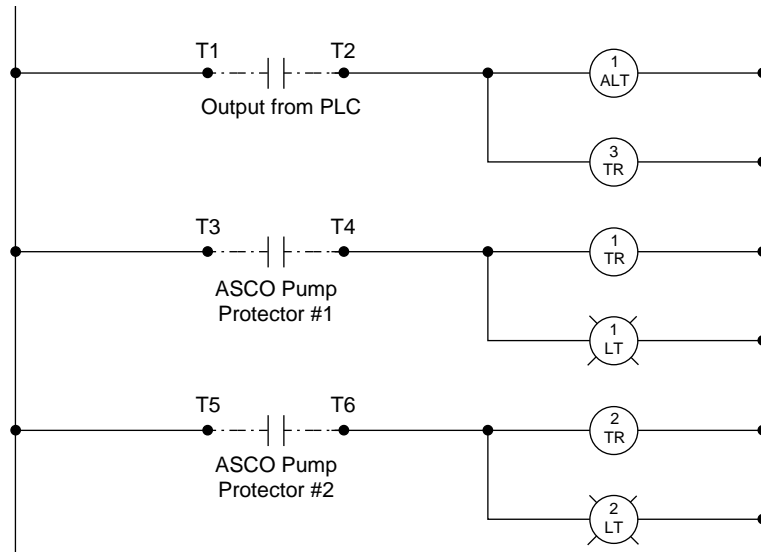 T1
T2
1
ALT
Output from PLC
3
TR
T3
T4
1
TR
ASCO Pump
Protector #1
1
LT
T5
T6
2
TR
ASCO Pump
Protector #2
2
LT